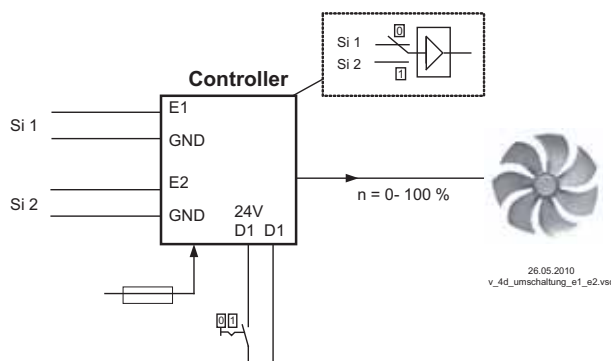 0
Si 1
Si 2
1
Controller
E1
Si 1
GND
E2
Si 2
GND
24V
D1 D1
n = 0- 100 %
26.05.2010
v_4d_umschaltung_e1_e2.vsd
0 1